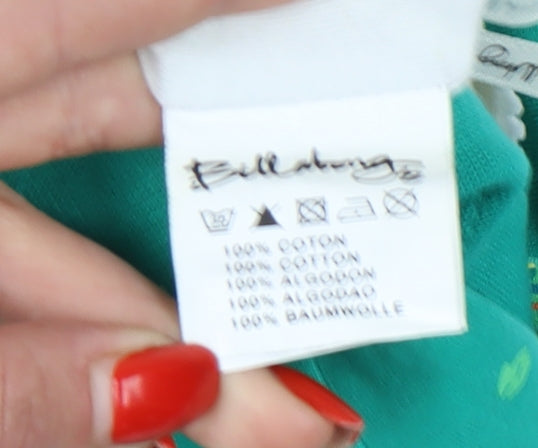 Billabong
100% COTON
100% COTTON
100% ALGODON
100% ALGODAO
100% BAUMWOLLE